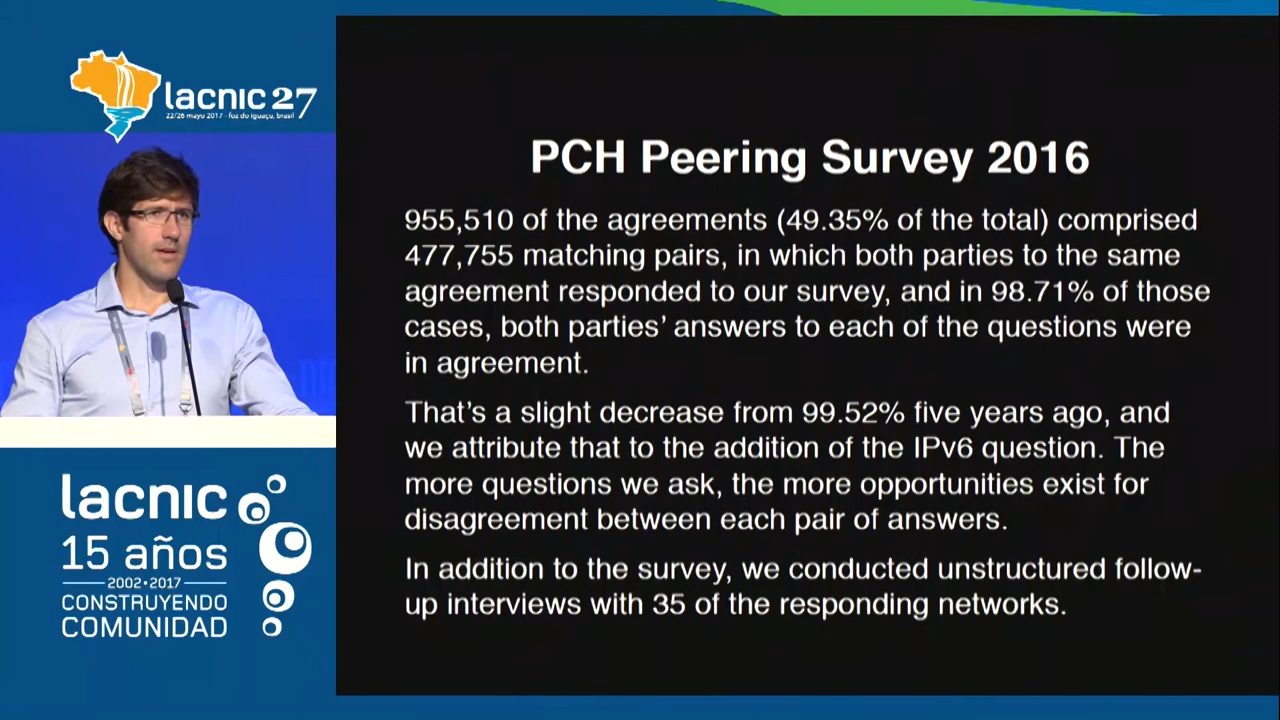 lacnic 27
22/26 mayo 2017 - foz do iguaçu, brasil
PCH Peering Survey 2016
955,510 of the agreements (49.35% of the total) comprised
477,755 matching pairs, in which both parties to the same
agreement responded to our survey, and in 98.71% of those
cases, both parties’ answers to each of the questions were
in agreement.
That’s a slight decrease from 99.52% five years ago, and
we attribute that to the addition of the IPv6 question. The
more questions we ask, the more opportunities exist for
disagreement between each pair of answers.
In addition to the survey, we conducted unstructured follow-
up interviews with 35 of the responding networks.
lacnic
15 años
2002•2017
CONSTRUYENDO
COMUNIDAD